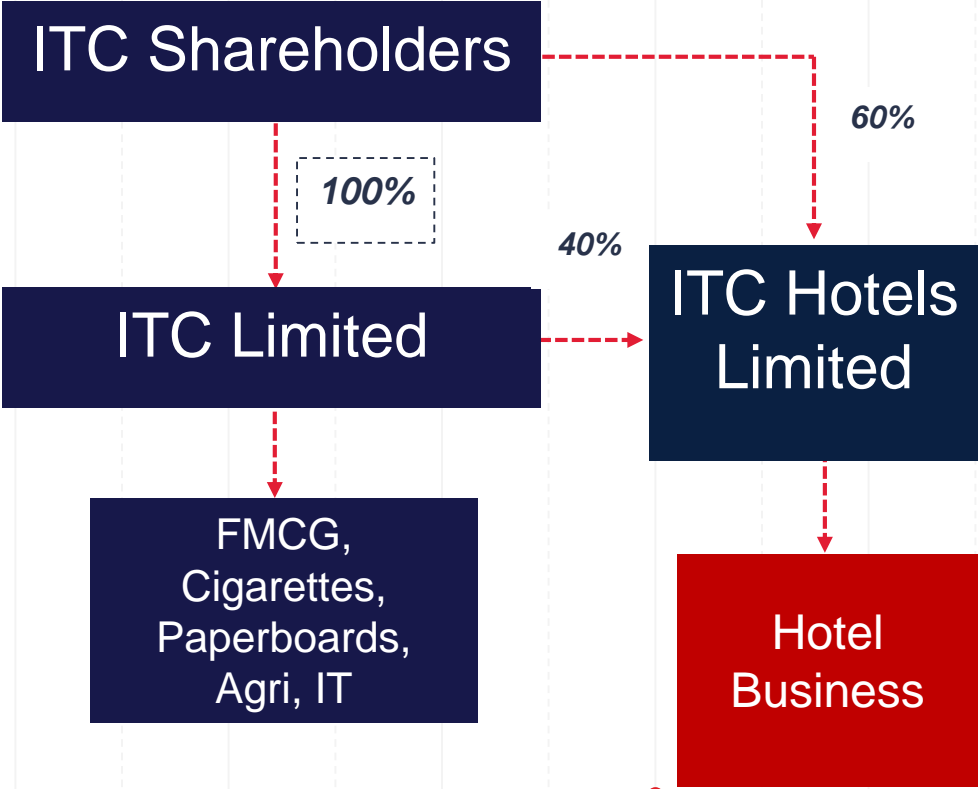 ITC Shareholders
60%
100%
40%
ITC Limited
ITC Hotels
Limited
FMCG,
Cigarettes,
Paperboards,
Agri, IT
Hotel
Business